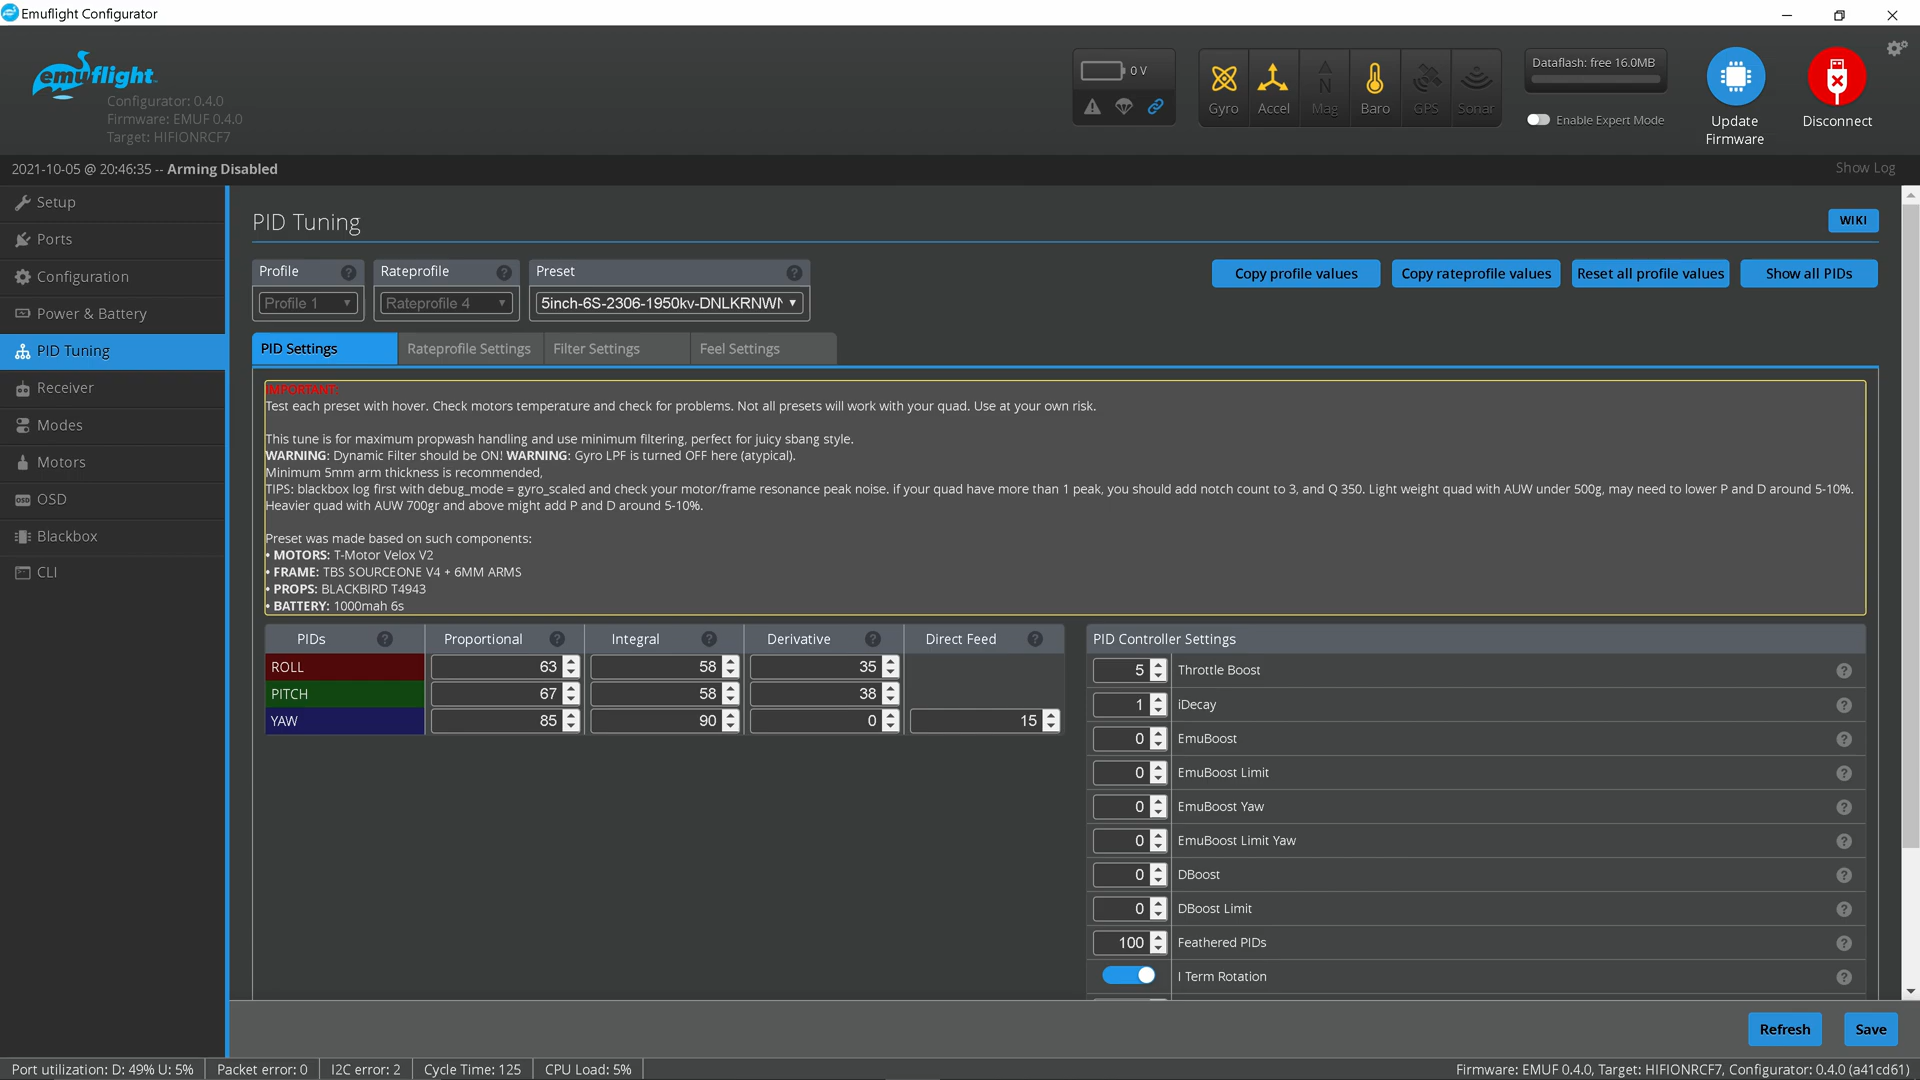 Emuflight Configurator
emuflight
Configurator: 0.4.0
Firmware: EMUF 0.4.0
Target: HIFIONRCF7
0 V
Gyro Accel Mag Baro GPS Sonar
Dataflash: free 16.0MB
Enable Expert Mode
Update
Firmware
Disconnect
2021-10-05 @ 20:46:35 -- Arming Disabled
Show Log
Setup
Ports
Configuration
Power & Battery
PID Tuning
Receiver
Modes
Motors
OSD
Blackbox
CLI
PID Tuning
WIKI
Profile
Rateprofile
Preset
Profile 1
Rateprofile 4
5inch-6S-2306-1950kv-DNLKRNWN
Copy profile values
Copy rateprofile values
Reset all profile values
Show all PIDs
PID Settings
Rateprofile Settings
Filter Settings
Feel Settings
IMPORTANT:
Test each preset with hover. Check motors temperature and check for problems. Not all presets will work with your quad. Use at your own risk.
This tune is for maximum propwash handling and use minimum filtering, perfect for juicy sbang style.
WARNING: Dynamic Filter should be ON! WARNING: Gyro LPF is turned OFF here (atypical).
Minimum 5mm arm thickness is recommended,
TIPS: blackbox log first with debug_mode = gyro_scaled and check your motor/frame resonance peak noise. if your quad have more than 1 peak, you should add notch count to 3, and Q 350. Light weight quad with AUW under 500g, may need to lower P and D around 5-10%.
Heavier quad with AUW 700gr and above might add P and D around 5-10%.
Preset was made based on such components:
• MOTORS: T-Motor Velox V2
• FRAME: TBS SOURCEONE V4 + 6MM ARMS
• PROPS: BLACKBIRD T4943
• BATTERY: 1000mah 6s
PIDs Proportional Integral Derivative Direct Feed
ROLL 63 58 35
PITCH 67 58 38
YAW 85 90 0 15
PID Controller Settings
5 Throttle Boost
1 iDecay
0 EmuBoost
0 EmuBoost Limit
0 EmuBoost Yaw
0 EmuBoost Limit Yaw
0 DBoost
0 DBoost Limit
100 Feathered PIDs
I Term Rotation
Refresh
Save
Port utilization: D: 49% U: 5%
Packet error: 0
I2C error: 2
Cycle Time: 125
CPU Load: 5%
Firmware: EMUF 0.4.0, Target: HIFIONRCF7, Configurator: 0.4.0 (a41cd61)